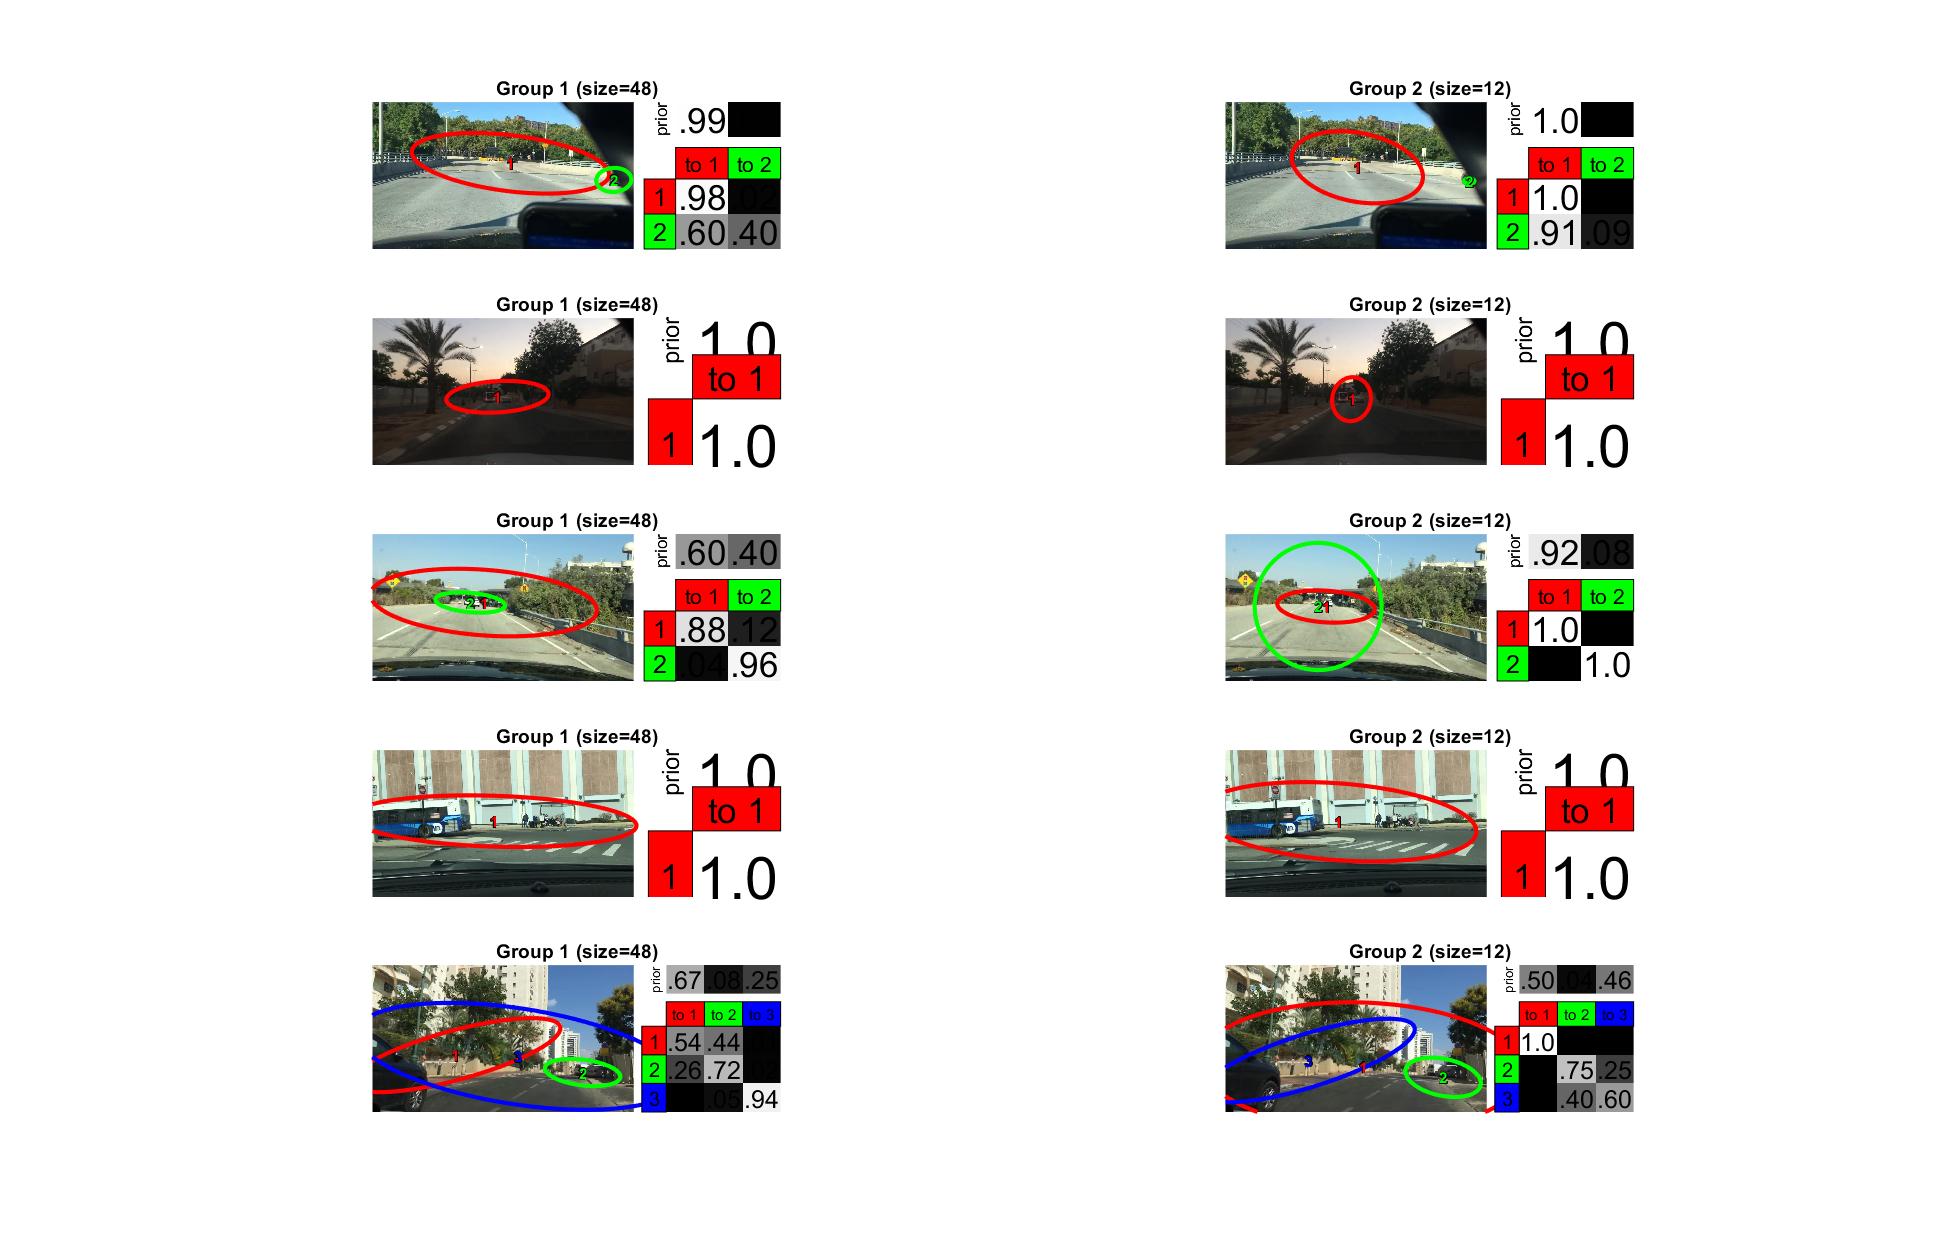 Group 1 (size=48)
prior .99
to 1 to 2
1 .98 .02
2 .60 .40
1
2
Group 2 (size=12)
prior 1.0
to 1 to 2
1 1.0
2 .91 .09
1
2
Group 1 (size=48)
prior 1.0
to 1
1 1.0
1
Group 2 (size=12)
prior 1.0
to 1
1 1.0
1
Group 1 (size=48)
prior .60 .40
to 1 to 2
1 .88 .12
2 .04 .96
2 1
Group 2 (size=12)
prior .92 .08
to 1 to 2
1 1.0
2 1.0
2 1
Group 1 (size=48)
prior 1.0
to 1
1 1.0
1
Group 2 (size=12)
prior 1.0
to 1
1 1.0
1
Group 1 (size=48)
prior .67 .08 .25
to 1 to 2 to 3
1 .54 .44
2 .26 .72 .02
3 .05 .94
1 3
2
Group 2 (size=12)
prior .50 .04 .46
to 1 to 2 to 3
1 1.0
2 .75 .25
3 .40 .60
3 1
2